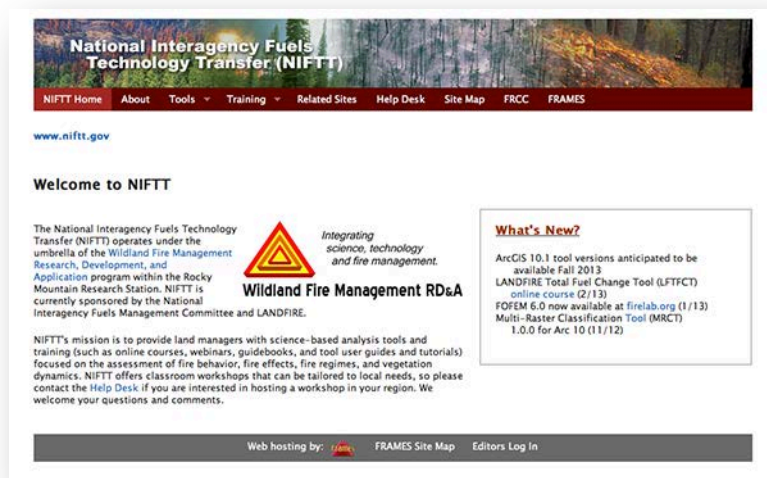 National Interagency Fuels
Technology Transfer (NIFTT)
NIFTT Home About Tools Training Related Sites Help Desk Site Map FRCC FRAMES
www.niftt.gov
Welcome to NIFTT
The National Interagency Fuels Technology
Transfer (NIFTT) operates under the
umbrella of the Wildland Fire Management
Research, Development, and
Application program within the Rocky
Mountain Research Station. NIFTT is
currently sponsored by the National
Interagency Fuels Management Committee and LANDFIRE.
Integrating
science, technology
and fire management.
Wildland Fire Management RD&A
NIFTT's mission is to provide land managers with science-based analysis tools and
training (such as online courses, webinars, guidebooks, and tool user guides and tutorials)
focused on the assessment of fire behavior, fire effects, fire regimes, and vegetation
dynamics. NIFTT offers classroom workshops that can be tailored to local needs, so please
contact the Help Desk if you are interested in hosting a workshop in your region. We
welcome your questions and comments.
What's New?
ArcGIS 10.1 tool versions anticipated to be
available Fall 2013
LANDFIRE Total Fuel Change Tool (LFTFCT)
online course (2/13)
FOFEM 6.0 now available at firelab.org (1/13)
Multi-Raster Classification Tool (MRCT)
1.0.0 for Arc 10 (11/12)
Web hosting by: frames FRAMES Site Map Editors Log In